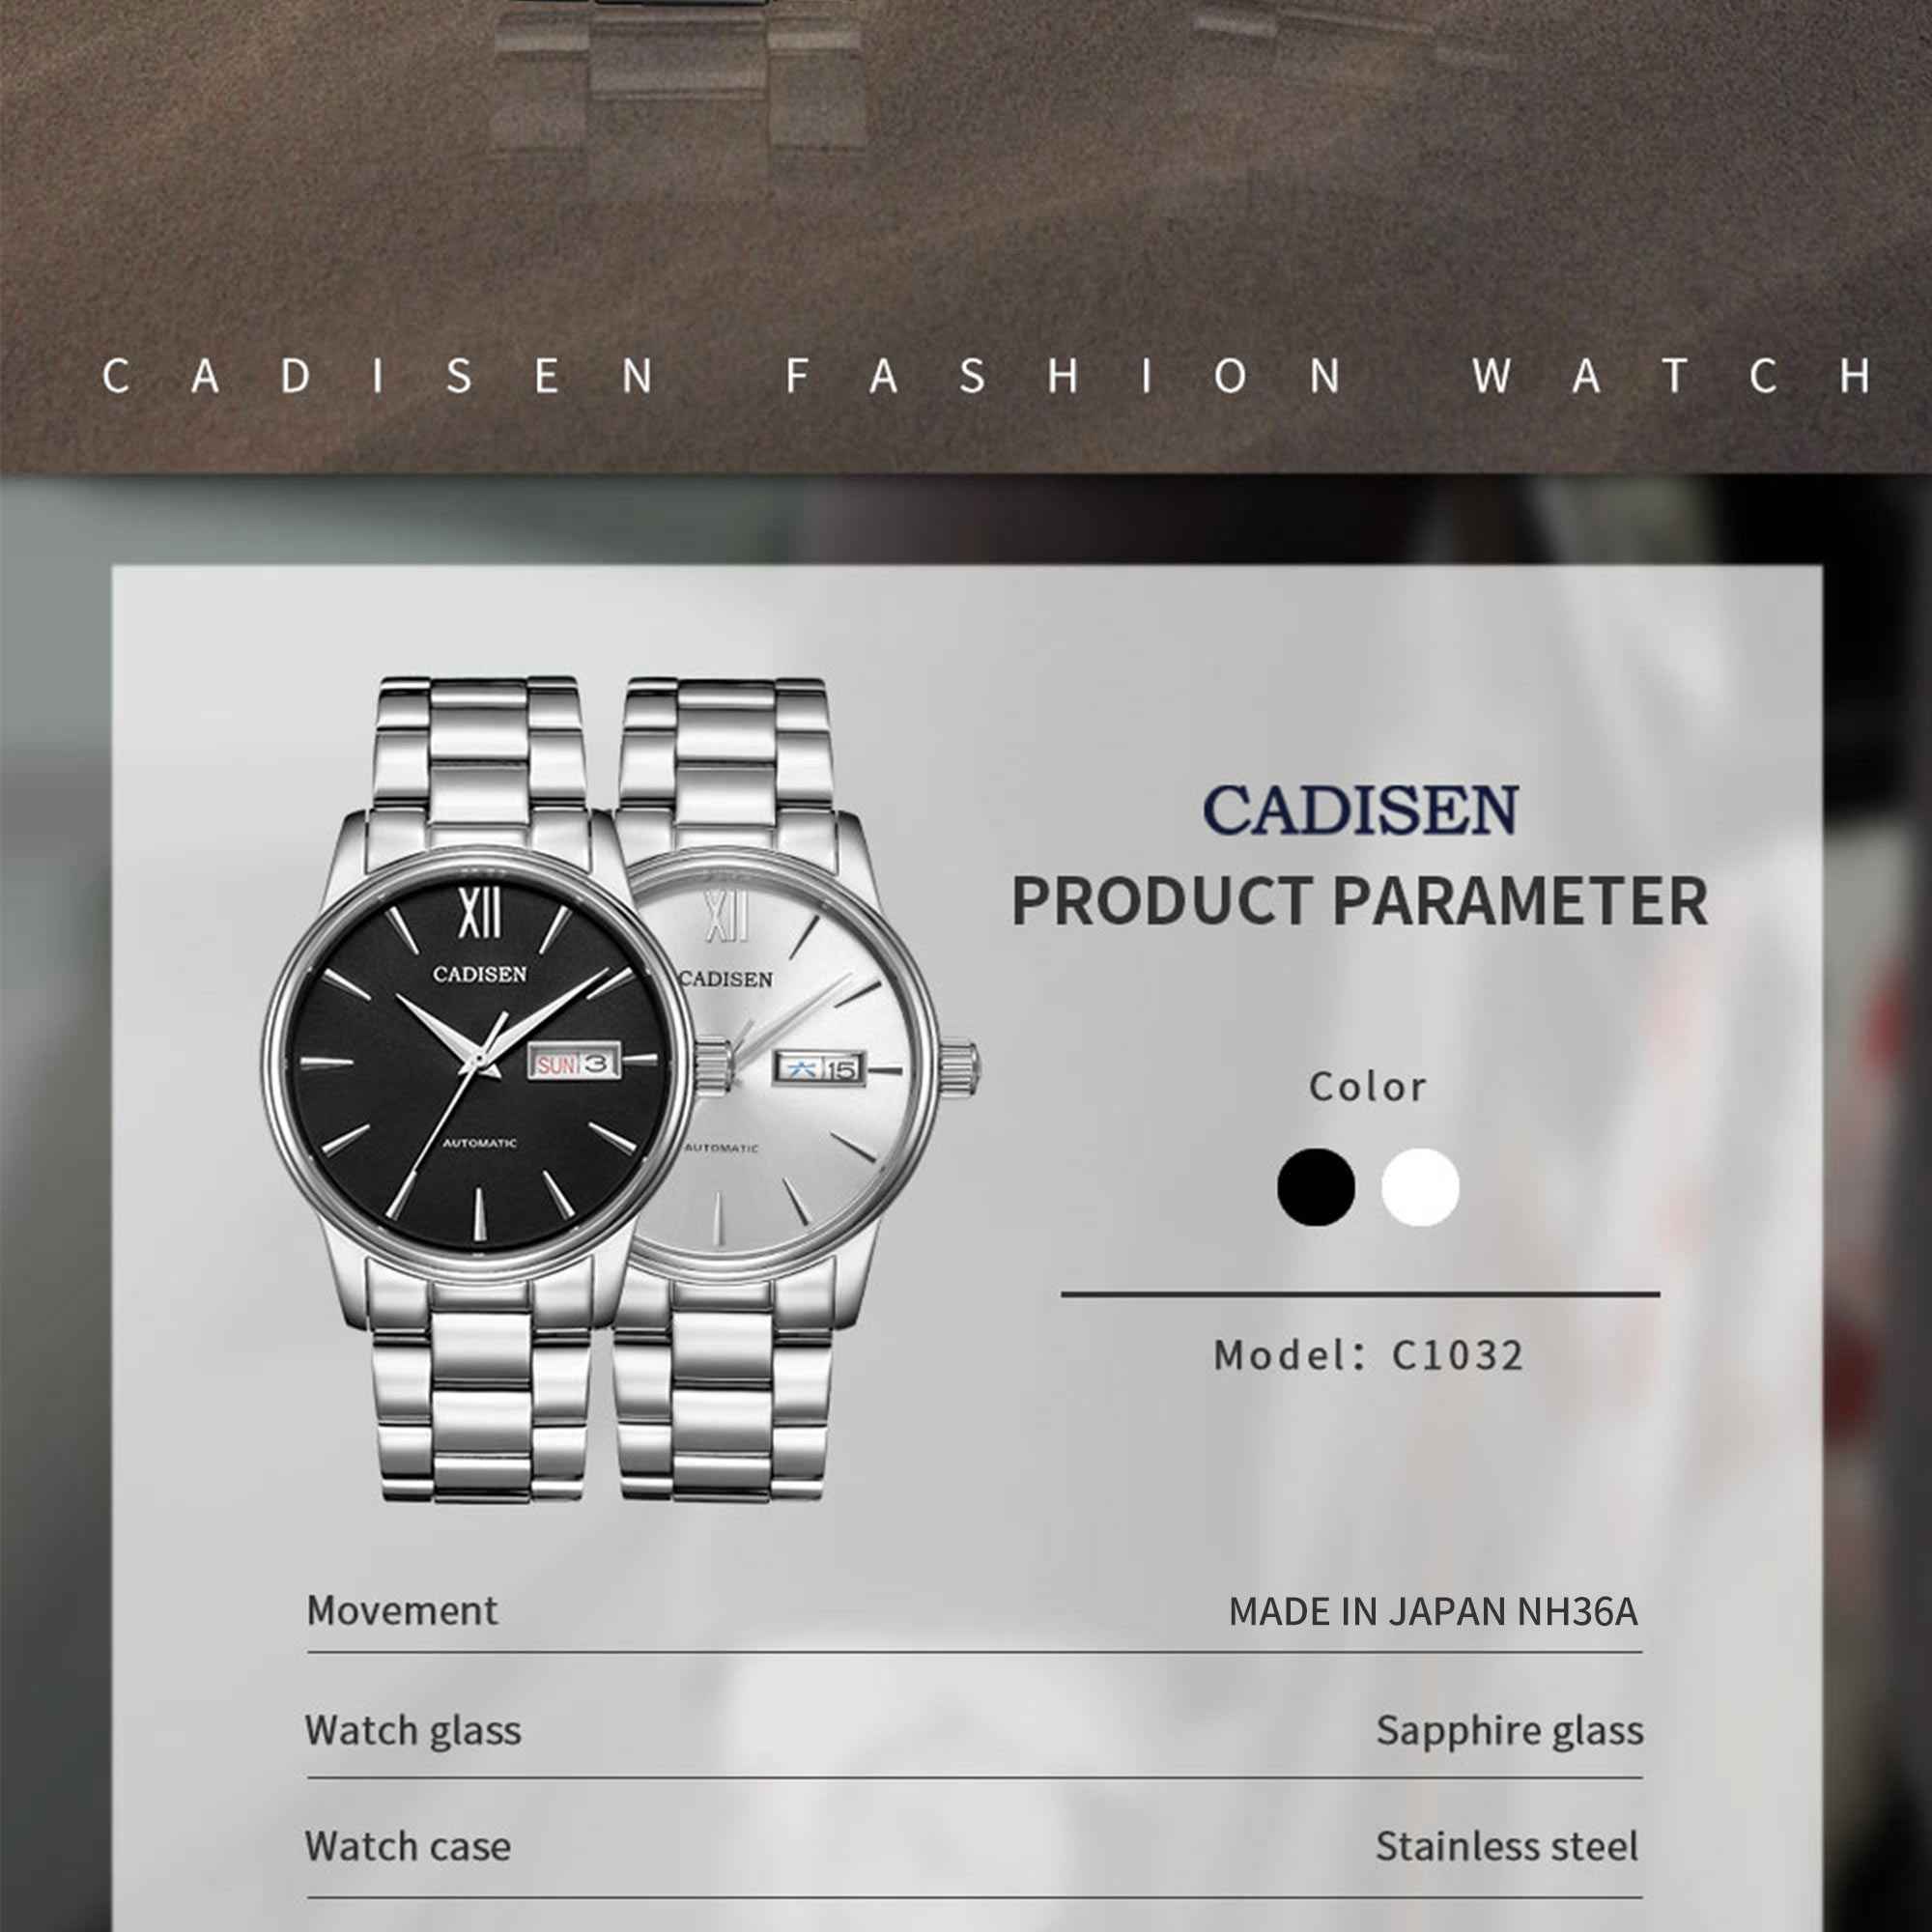 CADISEN FASHION WATCH
XII
CADISEN
SUN 3
AUTOMATIC
XII
CADISEN
六 15
AUTOMATIC
CADISEN
PRODUCT PARAMETER
Color
Model: C1032
Movement MADE IN JAPAN NH36A
Watch glass Sapphire glass
Watch case Stainless steel